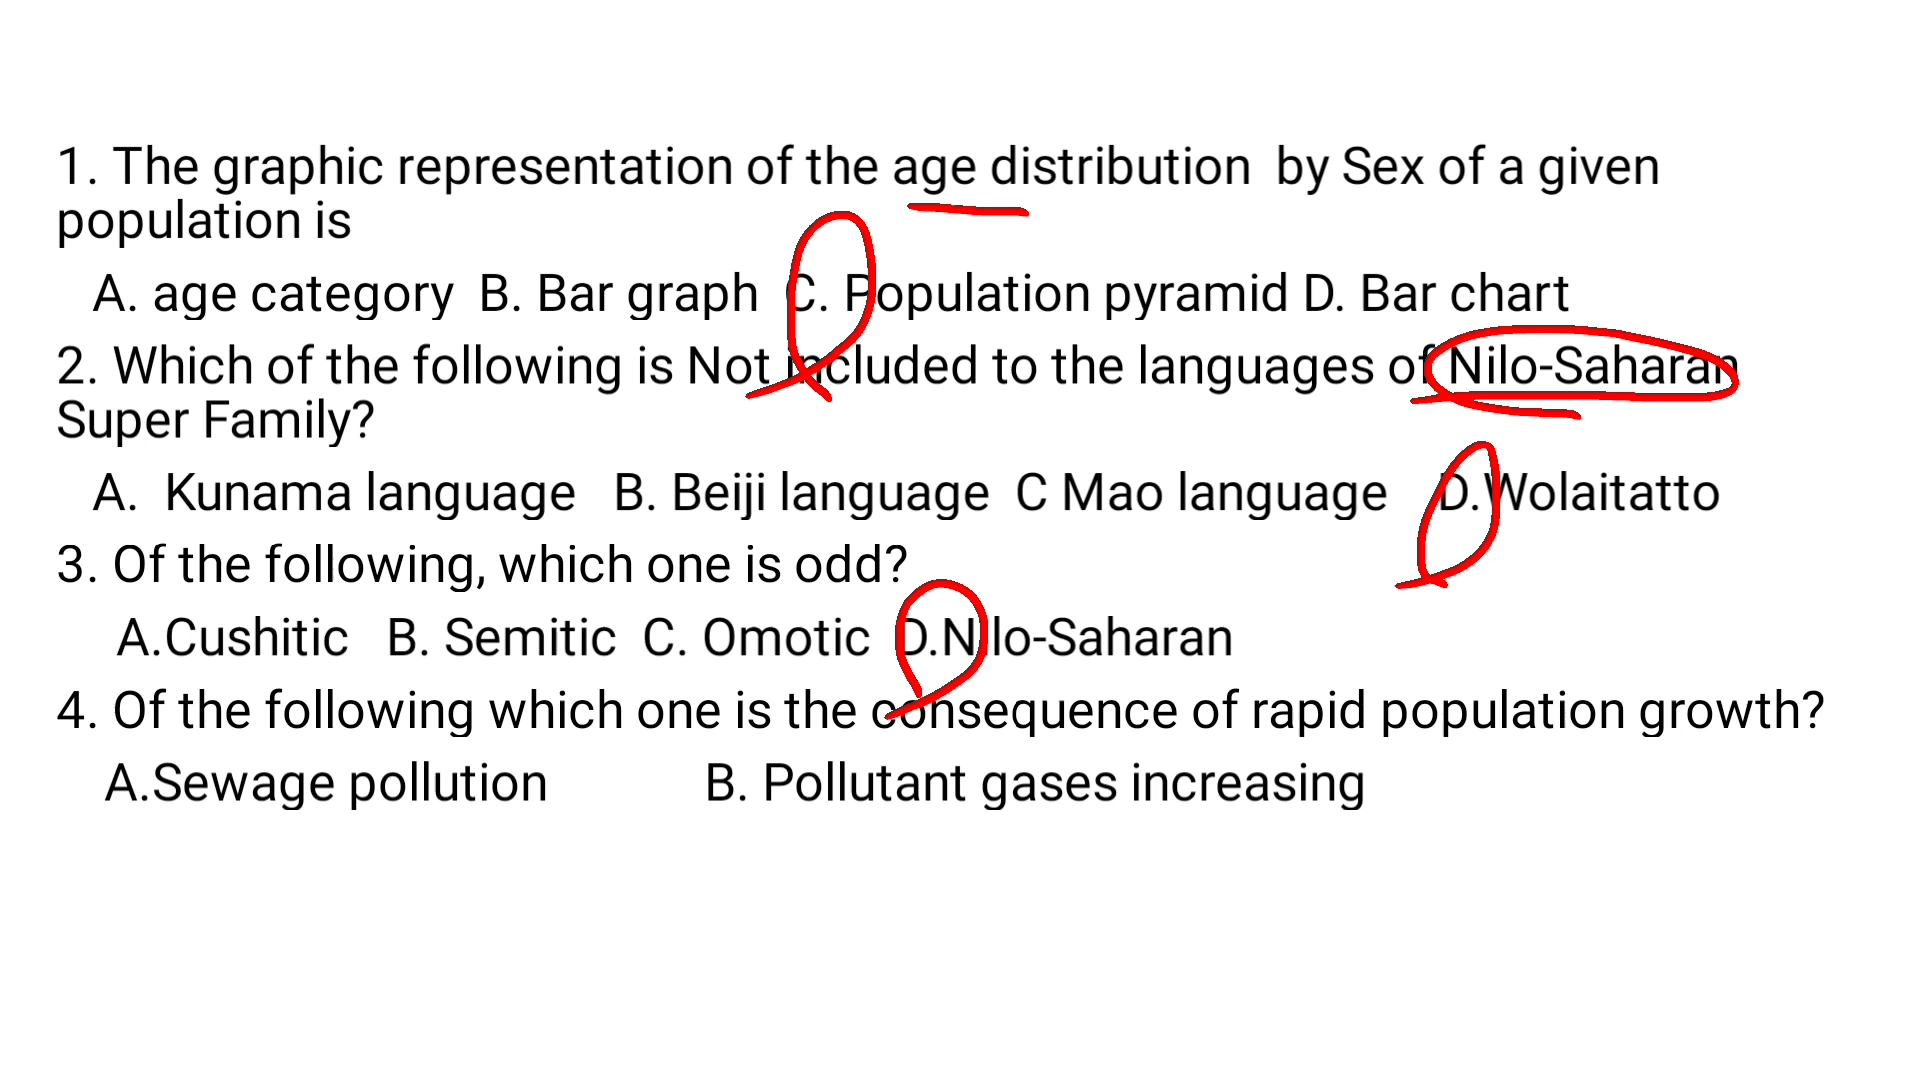 1. The graphic representation of the age distribution by Sex of a given
population is
A. age category B. Bar graph C. Population pyramid D. Bar chart
2. Which of the following is Not included to the languages of Nilo-Saharan
Super Family?
A. Kunama language B. Beiji language C Mao language D.Wolaitatto
3. Of the following, which one is odd?
A.Cushitic B. Semitic C. Omotic D.Nilo-Saharan
4. Of the following which one is the consequence of rapid population growth?
A.Sewage pollution B. Pollutant gases increasing